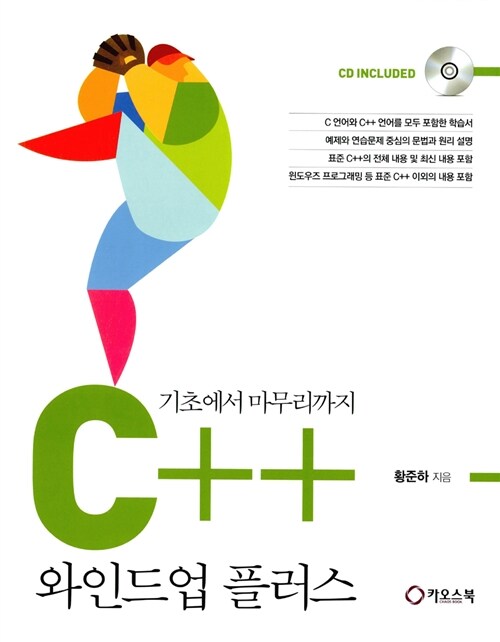 CD INCLUDED
C 언어와 C++ 언어를 모두 포함한 학습서
예제와 연습문제 중심의 문법과 원리 설명
표준 C++의 전체 내용 및 최신 내용 포함
윈도우즈 프로그래밍 등 표준 C++ 이외의 내용 포함
기초에서 마무리까지
C++
황준하 지음
와인드업 플러스
카오스북
CHAOS BOOK